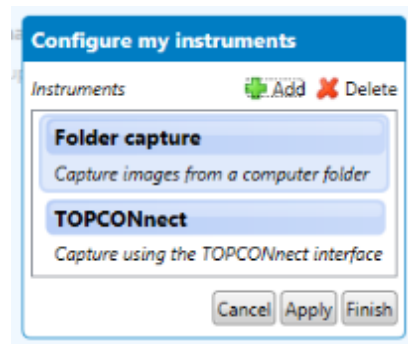 Configure my instruments
Instruments Add Delete
Folder capture
Capture images from a computer folder
TOPCONnect
Capture using the TOPCONnect interface
Cancel Apply Finish